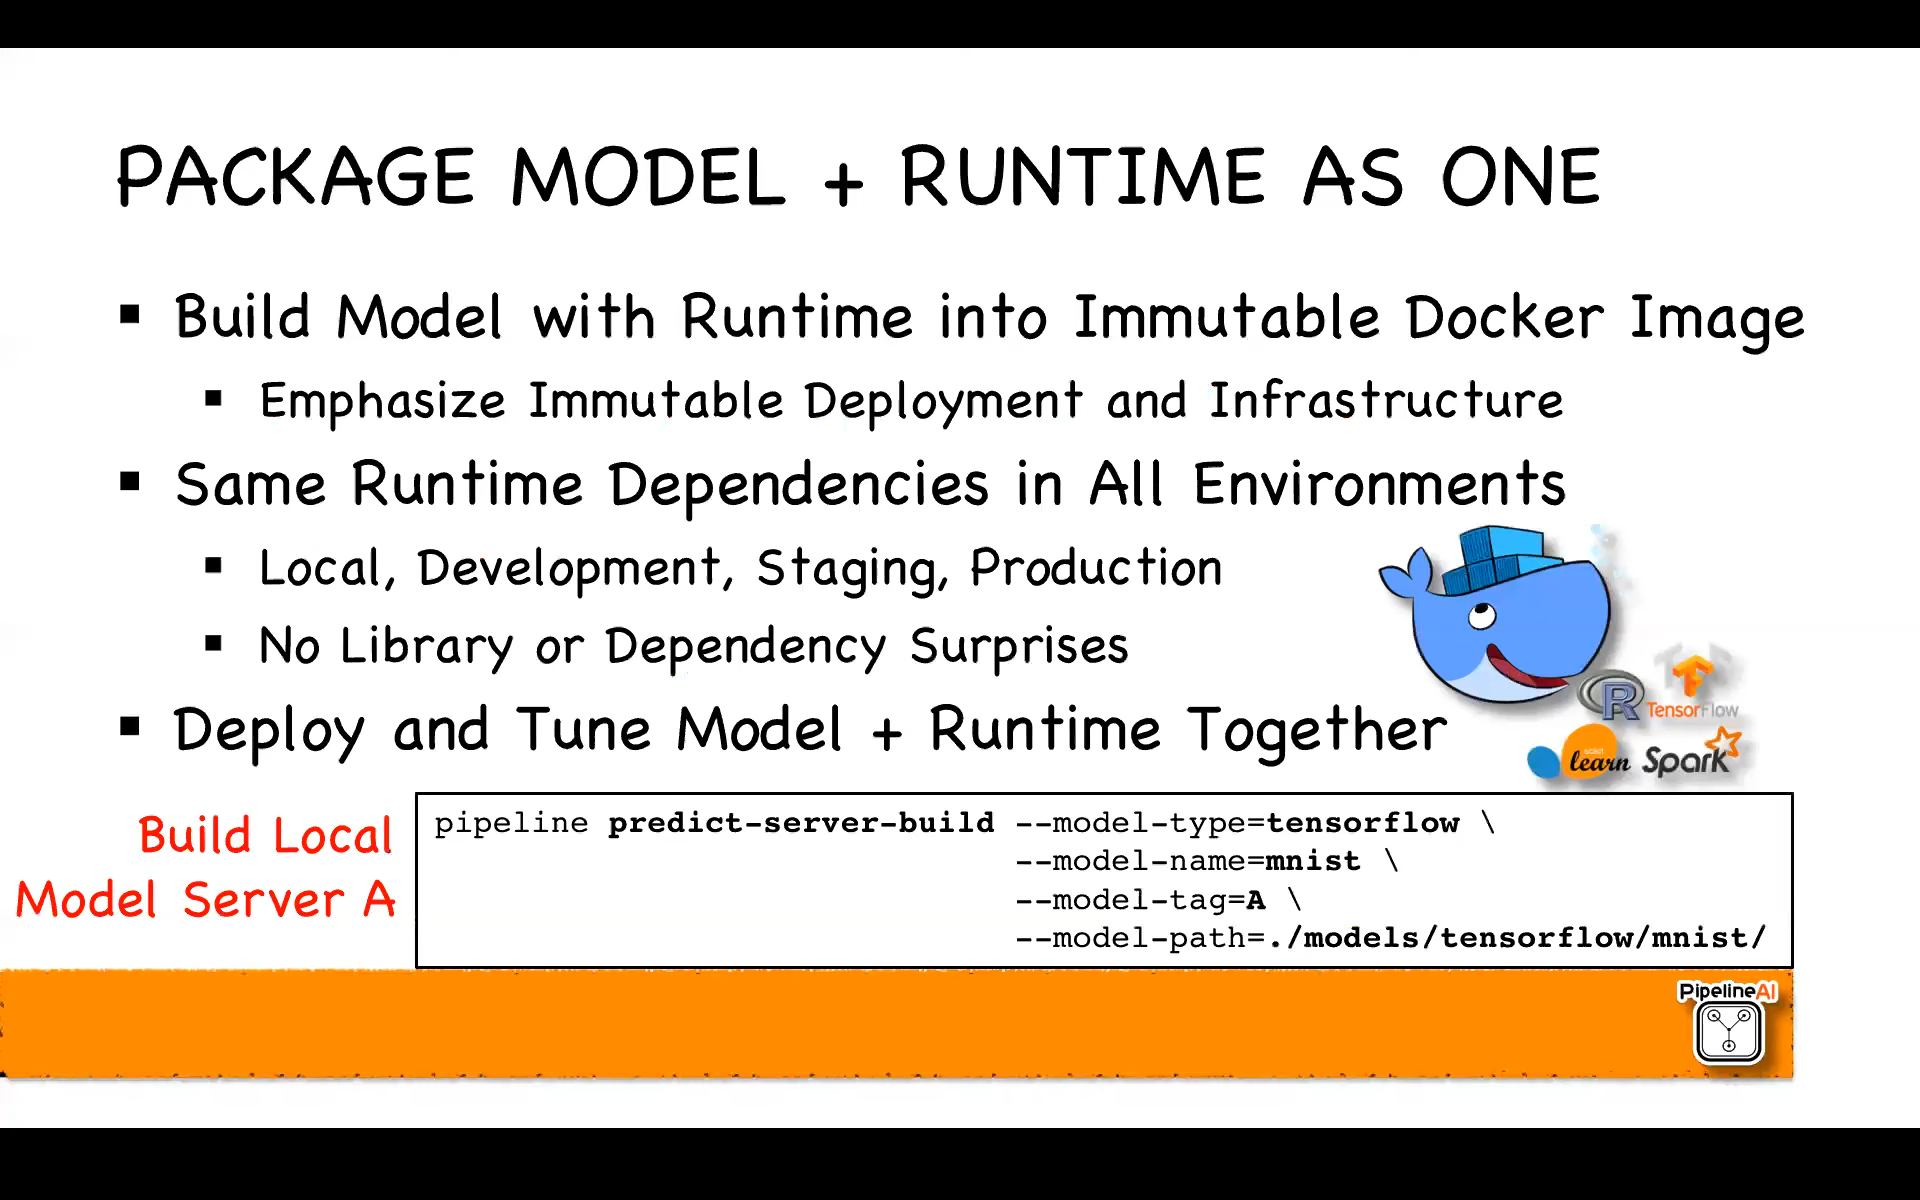 PACKAGE MODEL + RUNTIME AS ONE
▪ Build Model with Runtime into Immutable Docker Image
▪ Emphasize Immutable Deployment and Infrastructure
▪ Same Runtime Dependencies in All Environments
▪ Local, Development, Staging, Production
▪ No Library or Dependency Surprises
▪ Deploy and Tune Model + Runtime Together
R
TensorFlow
scikit
learn
Spark
Build Local
Model Server A
pipeline predict-server-build --model-type=tensorflow \
--model-name=mnist \
--model-tag=A \
--model-path=./models/tensorflow/mnist/
PipelineAI